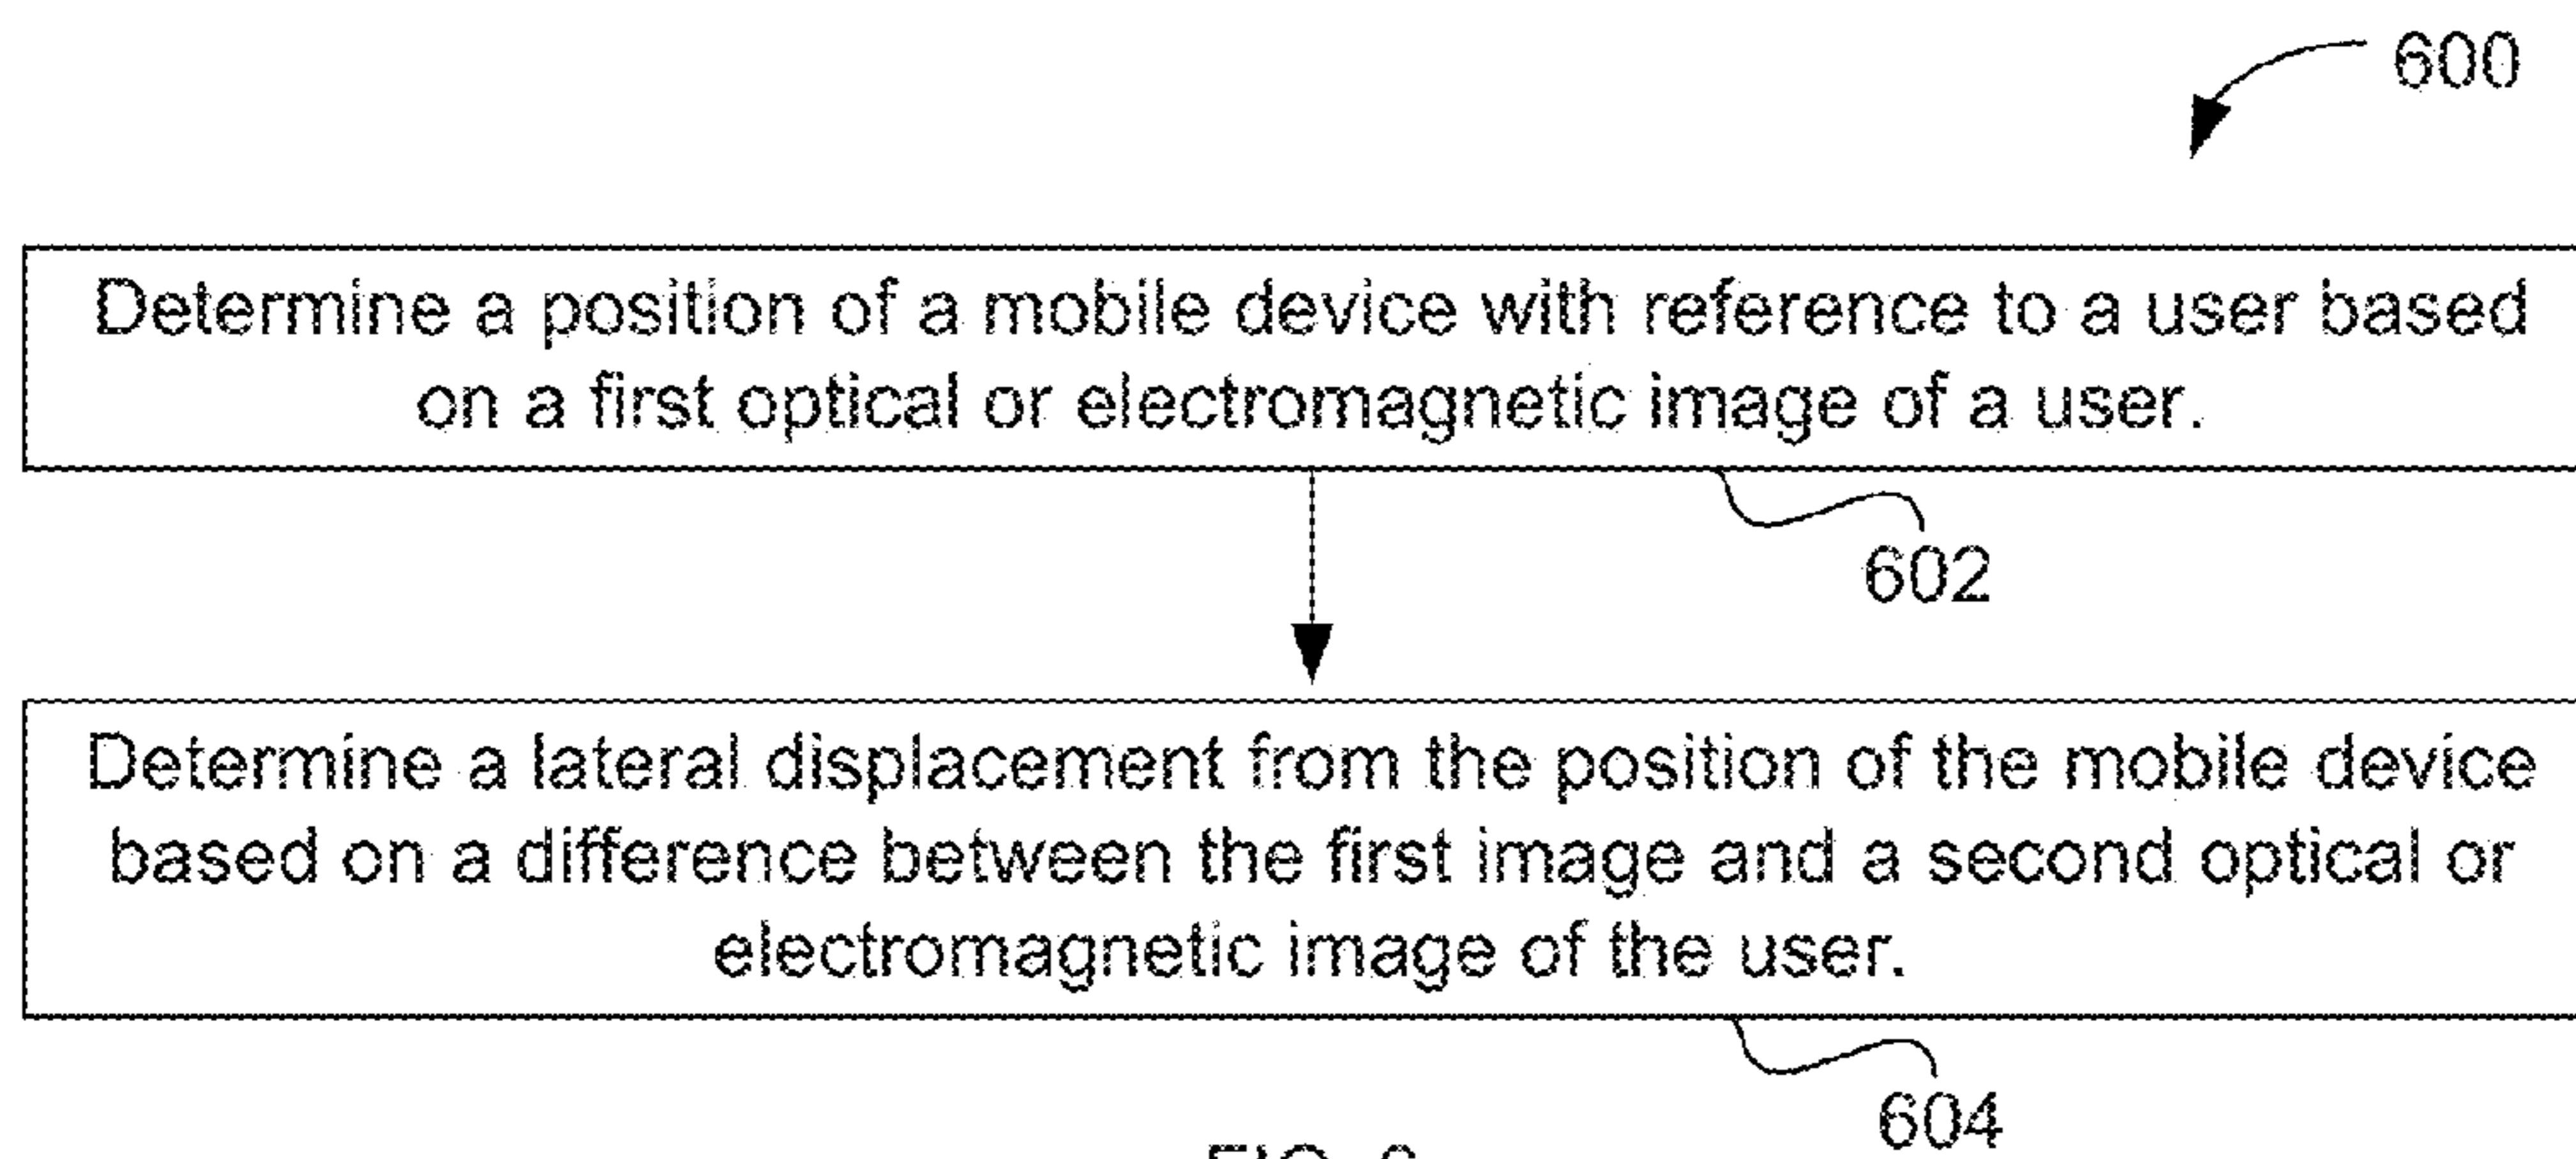 600
Determine a position of a mobile device with reference to a user based
on a first optical or electromagnetic image of a user.
602
Determine a lateral displacement from the position of the mobile device
based on a difference between the first image and a second optical or
electromagnetic image of the user.
604